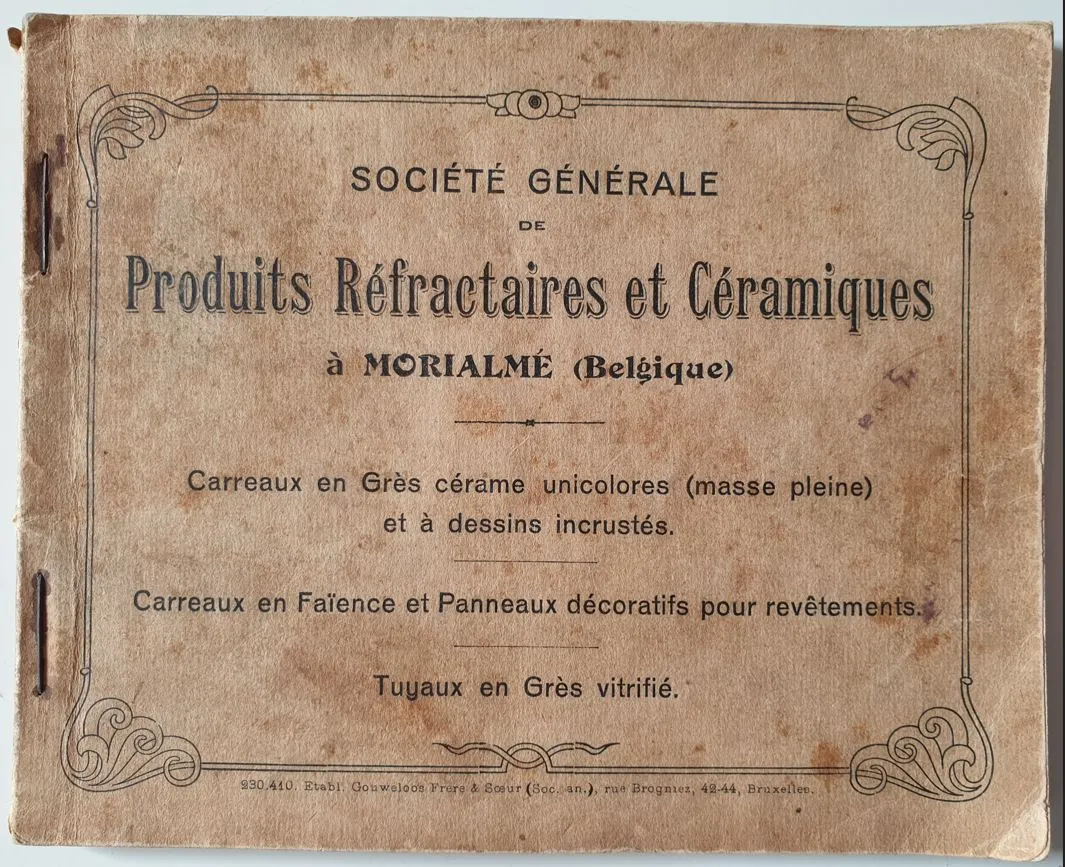 SOCIÉTÉ GÉNÉRALE
DE
Produits Réfractaires et Céramiques
à MORIALMÉ (Belgique)
Carreaux en Grès cérame unicolores (masse pleine)
et à dessins incrustés.
Carreaux en Faïence et Panneaux décoratifs pour revêtements.
Tuyaux en Grès vitrifié.
230.410. Etabl. Gouweloos Frère & Sœur (Soc. an.), rue Brogniez, 42-44, Bruxelles.